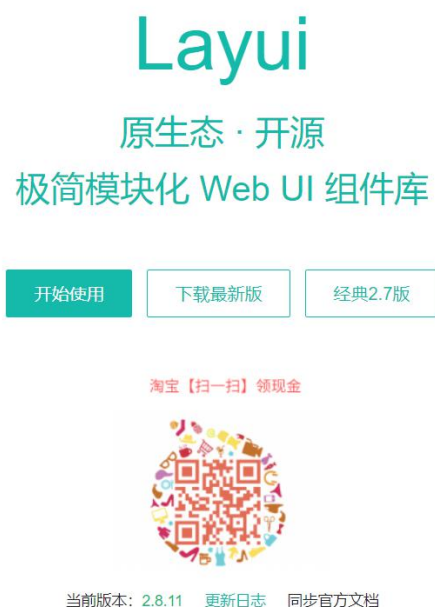 Layui
原生态 · 开源
极简模块化 Web UI 组件库
开始使用 下载最新版 经典2.7版
淘宝【扫一扫】领现金
当前版本：2.8.11 更新日志 同步官方文档